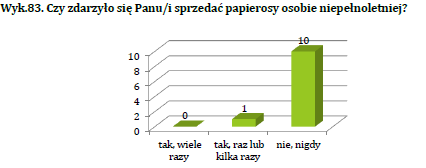 Wyk.83. Czy zdarzyło się Panu/i sprzedać papierosy osobie niepełnoletniej?
10
10
8
6
4
2
0
0
1
tak, wiele razy
tak, raz lub kilka razy
nie, nigdy